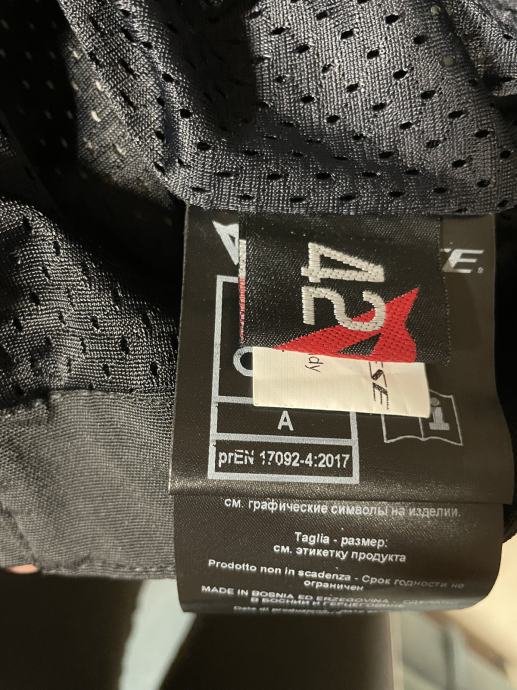 42
A
prEN 17092-4:2017
см. графические символы на изделии.
Taglia - размер:
см. этикетку продукта
Prodotto non in scadenza - Срок годности не
ограничен
MADE IN BOSNIA ED ERZEGOVINA -
В БОСНИИ И ГЕРЦЕГОВИНЕ